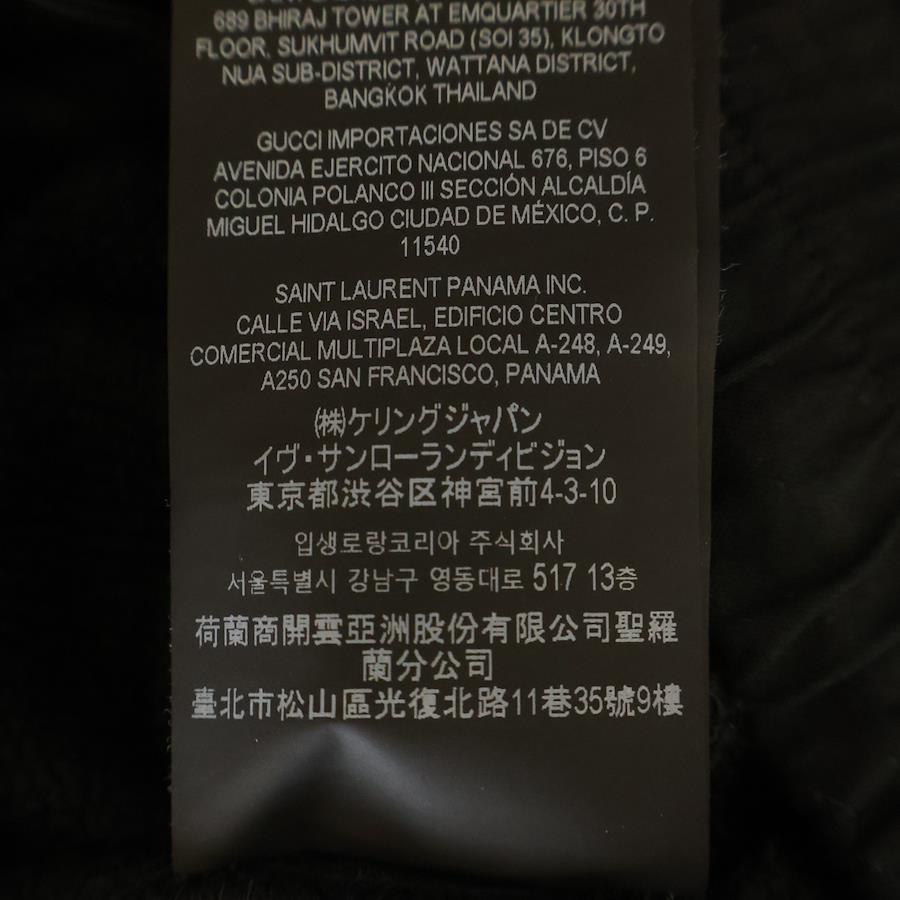 689 BHIRAJ TOWER AT EMQUARTIER 30TH
FLOOR, SUKHUMVIT ROAD (SOI 35), KLONGTO
NUA SUB-DISTRICT, WATTANA DISTRICT,
BANGKOK THAILAND
GUCCI IMPORTACIONES SA DE CV
AVENIDA EJERCITO NACIONAL 676, PISO 6
COLONIA POLANCO III SECCIÓN ALCALDÍA
MIGUEL HIDALGO CIUDAD DE MÉXICO, C. P.
11540
SAINT LAURENT PANAMA INC.
CALLE VIA ISRAEL, EDIFICIO CENTRO
COMERCIAL MULTIPLAZA LOCAL A-248, A-249,
A250 SAN FRANCISCO, PANAMA
(株)ケリングジャパン
イヴ・サンローランディビジョン
東京都渋谷区神宮前4-3-10
입생로랑코리아 주식회사
서울특별시 강남구 영동대로 517 13층
荷蘭商開雲亞洲股份有限公司聖羅
蘭分公司
臺北市松山區光復北路11巷35號9樓